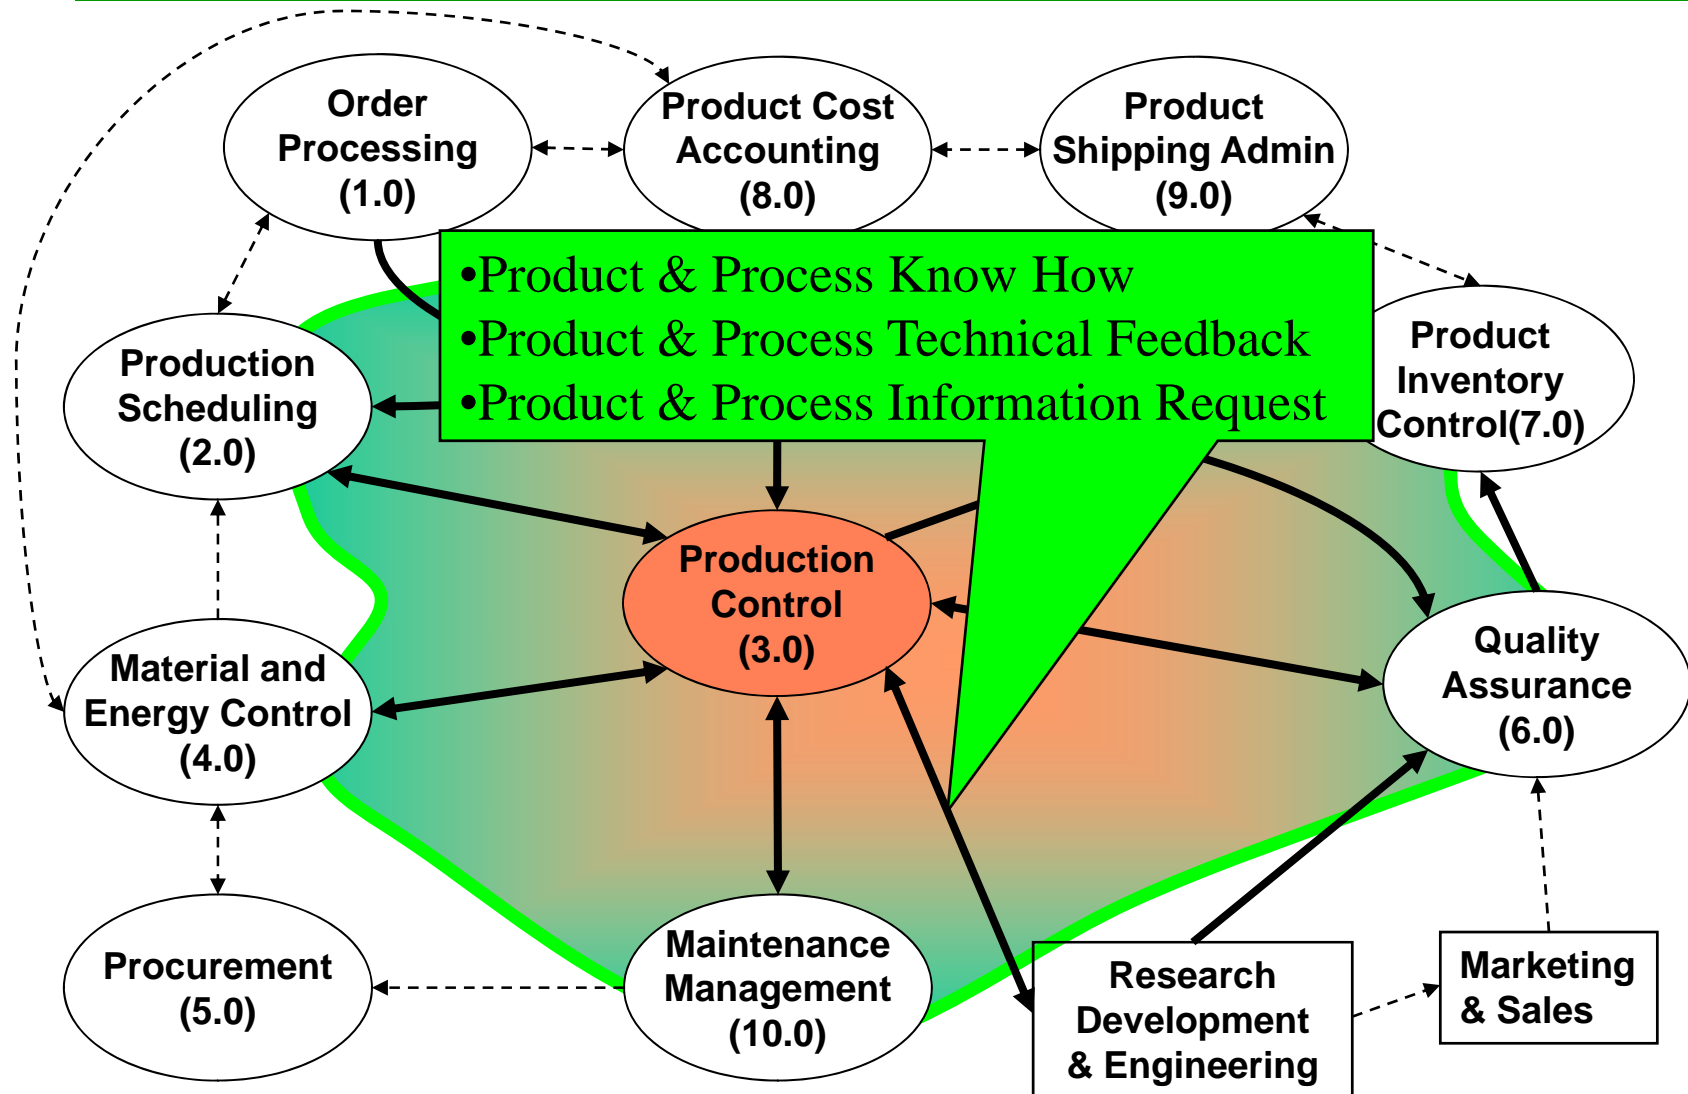 Order
Processing
(1.0)
Product Cost
Accounting
(8.0)
Product
Shipping Admin
(9.0)
•Product & Process Know How
•Product & Process Technical Feedback
•Product & Process Information Request
Production
Scheduling
(2.0)
Product
Inventory
Control(7.0)
Production
Control
(3.0)
Material and
Energy Control
(4.0)
Quality
Assurance
(6.0)
Procurement
(5.0)
Maintenance
Management
(10.0)
Research
Development
& Engineering
Marketing
& Sales